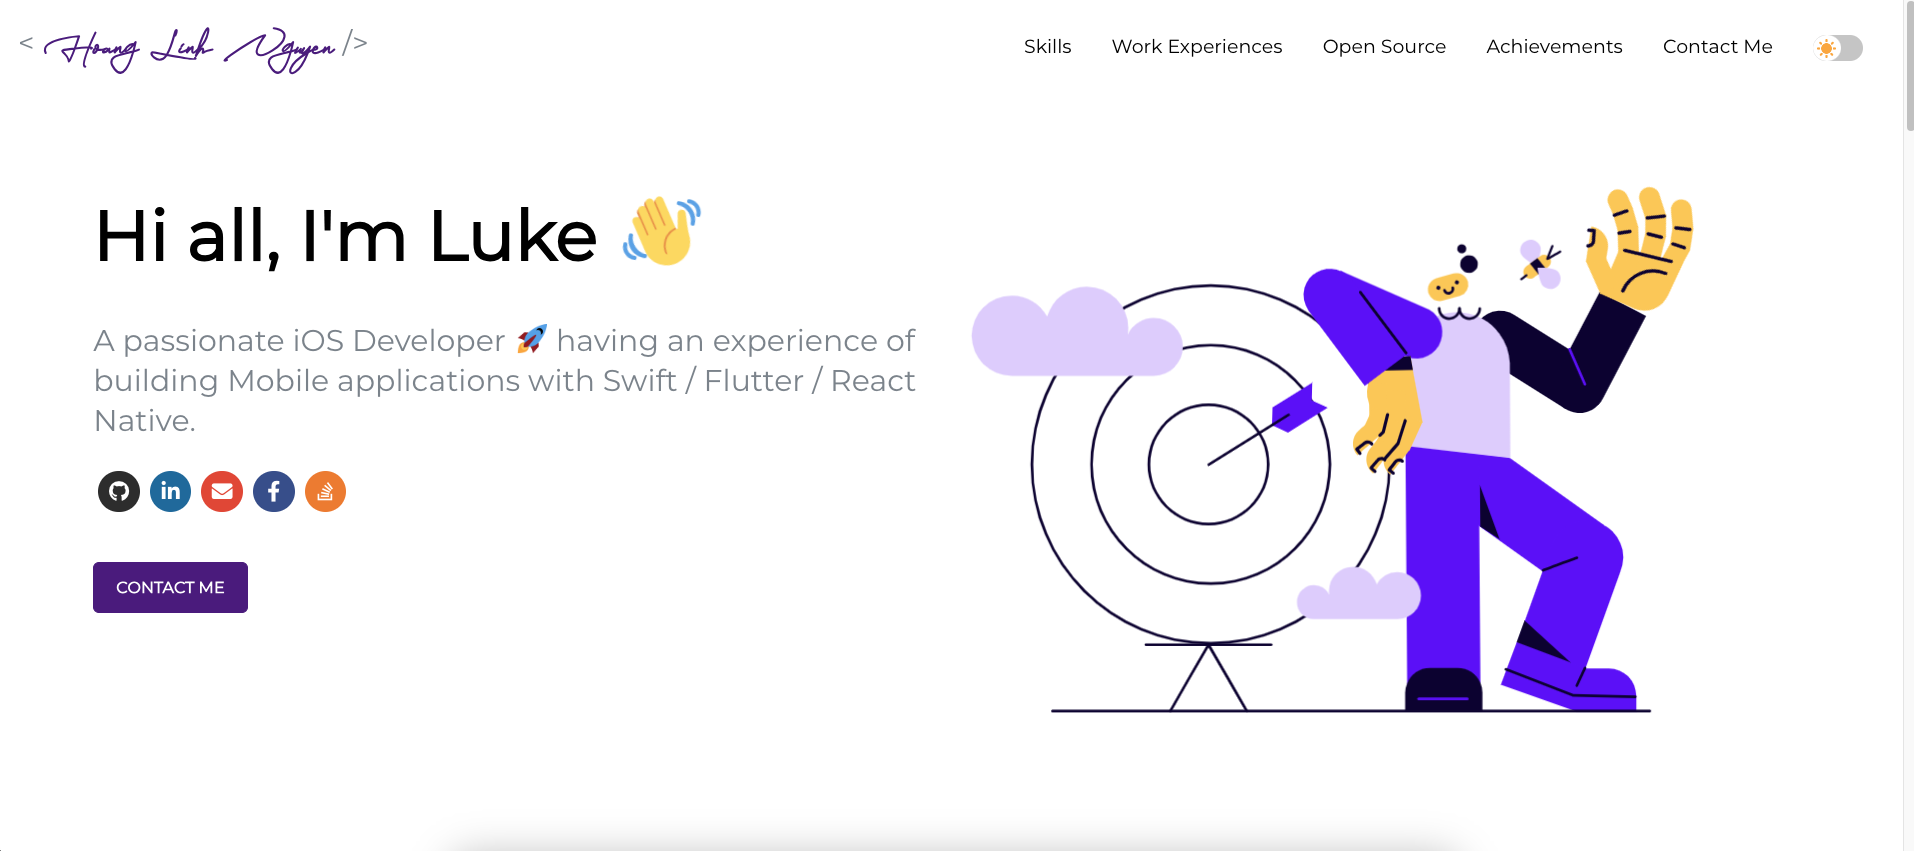 < Hoang Linh Nguyen />
Skills
Work Experiences
Open Source
Achievements
Contact Me
Hi all, I'm Luke 👋
A passionate iOS Developer 🚀 having an experience of
building Mobile applications with Swift / Flutter / React
Native.
CONTACT ME